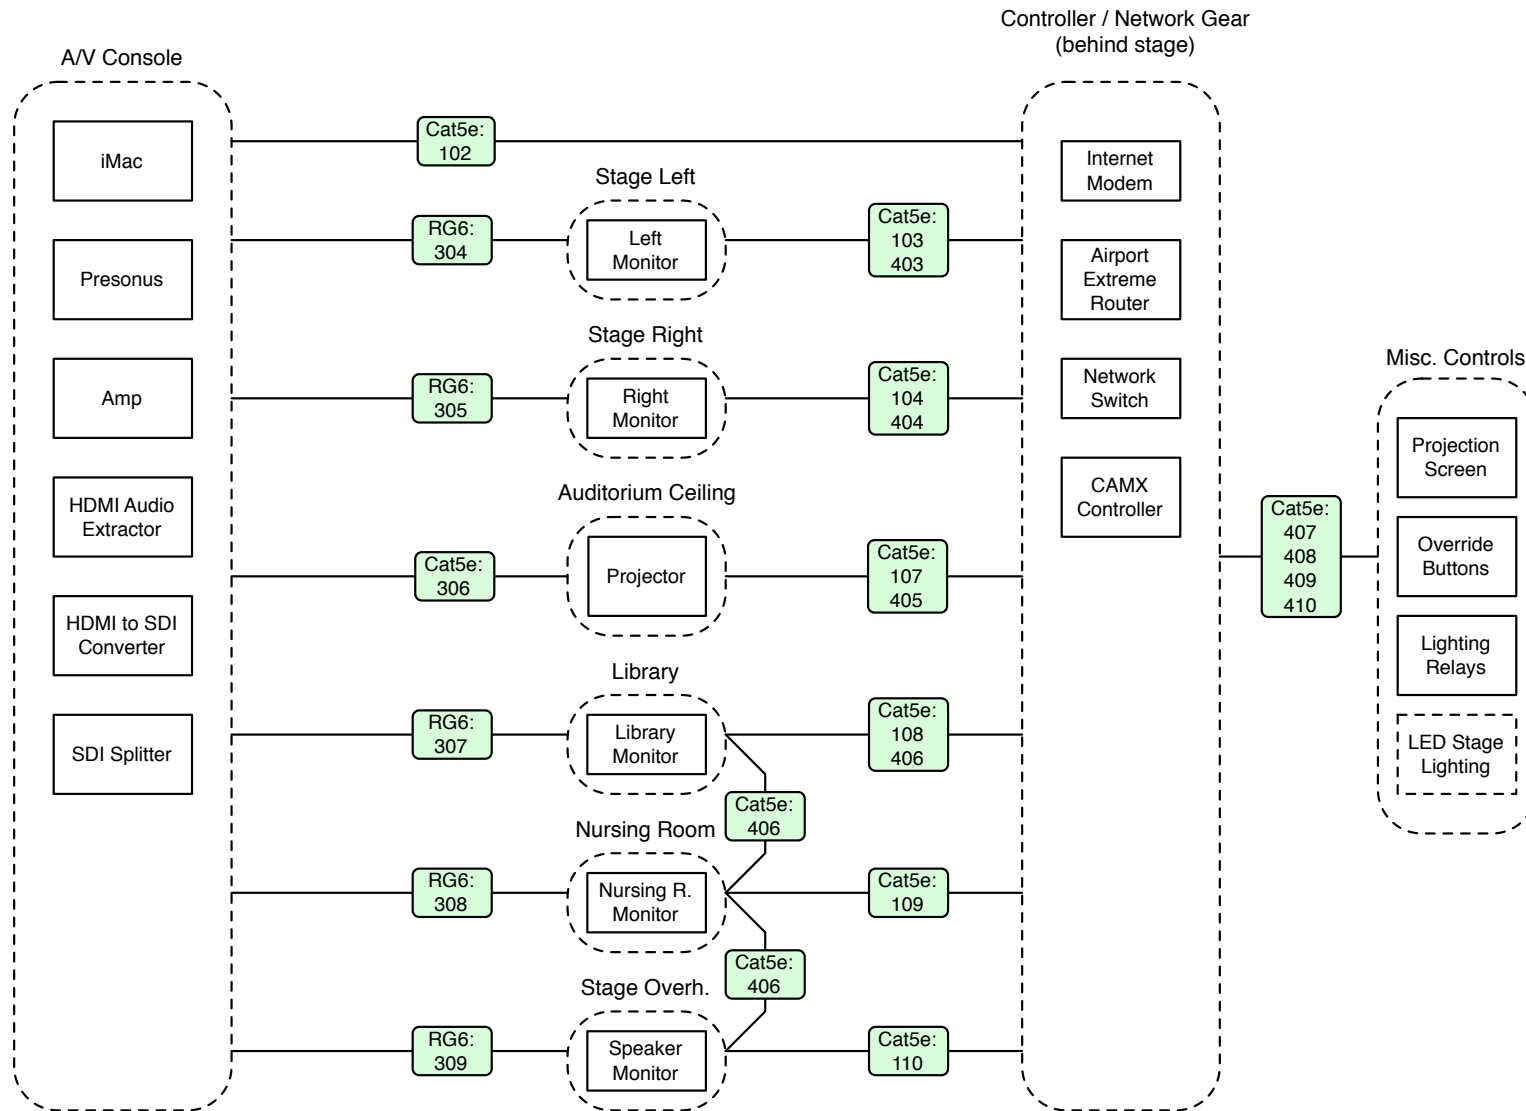 Controller / Network Gear
(behind stage)
A/V Console
iMac
Presonus
Amp
HDMI Audio
Extractor
HDMI to SDI
Converter
SDI Splitter
Cat5e:
102
Stage Left
RG6:
304
Left
Monitor
Cat5e:
103
403
Stage Right
RG6:
305
Right
Monitor
Cat5e:
104
404
Auditorium Ceiling
Cat5e:
306
Projector
Cat5e:
107
405
Library
RG6:
307
Library
Monitor
Cat5e:
108
406
Cat5e:
406
Nursing Room
RG6:
308
Nursing R.
Monitor
Cat5e:
109
Cat5e:
406
Stage Overh.
RG6:
309
Speaker
Monitor
Cat5e:
110
Internet
Modem
Airport
Extreme
Router
Network
Switch
CAMX
Controller
Cat5e:
407
408
409
410
Misc. Controls
Projection
Screen
Override
Buttons
Lighting
Relays
LED Stage
Lighting